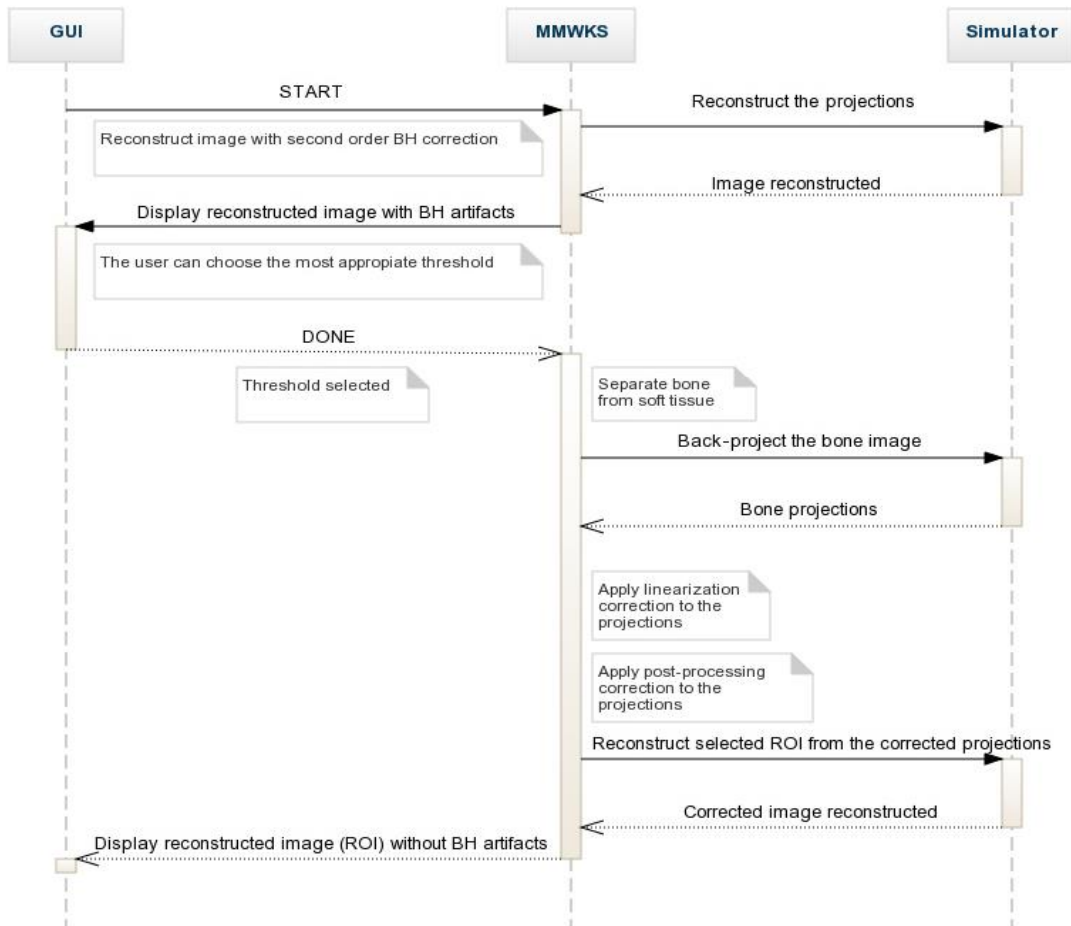 GUI
MMWKS
Simulator
START
Reconstruct the projections
Reconstruct image with second order BH correction
Image reconstructed
Display reconstructed image with BH artifacts
The user can choose the most appropiate threshold
DONE
Threshold selected
Separate bone
from soft tissue
Back-project the bone image
Bone projections
Apply linearization
correction to the
projections
Apply post-processing
correction to the
projections
Reconstruct selected ROI from the corrected projections
Corrected image reconstructed
Display reconstructed image (ROI) without BH artifacts